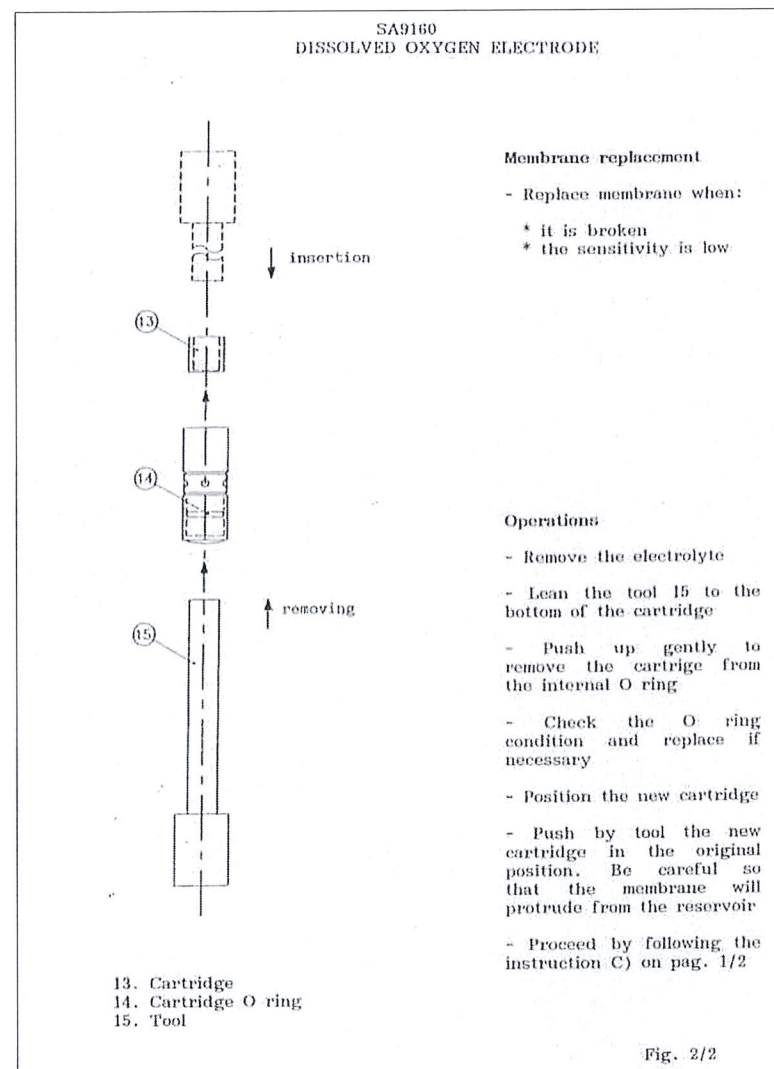 SA9160
DISSOLVED OXYGEN ELECTRODE
Membrane replacement
- Replace membrane when:
* it is broken
* the sensitivity is low
insertion
13
14
Operations
- Remove the electrolyte
- Lean the tool 15 to the
bottom of the cartridge
- Push up gently to
remove the cartrige from
the internal O ring
- Check the O ring
condition and replace if
necessary
- Position the new cartridge
- Push by tool the new
cartridge in the original
position. Be careful so
that the membrane will
protrude from the reservoir
- Proceed by following the
instruction C) on pag. 1/2
removing
15
13. Cartridge
14. Cartridge O ring
15. Tool
Fig. 2/2